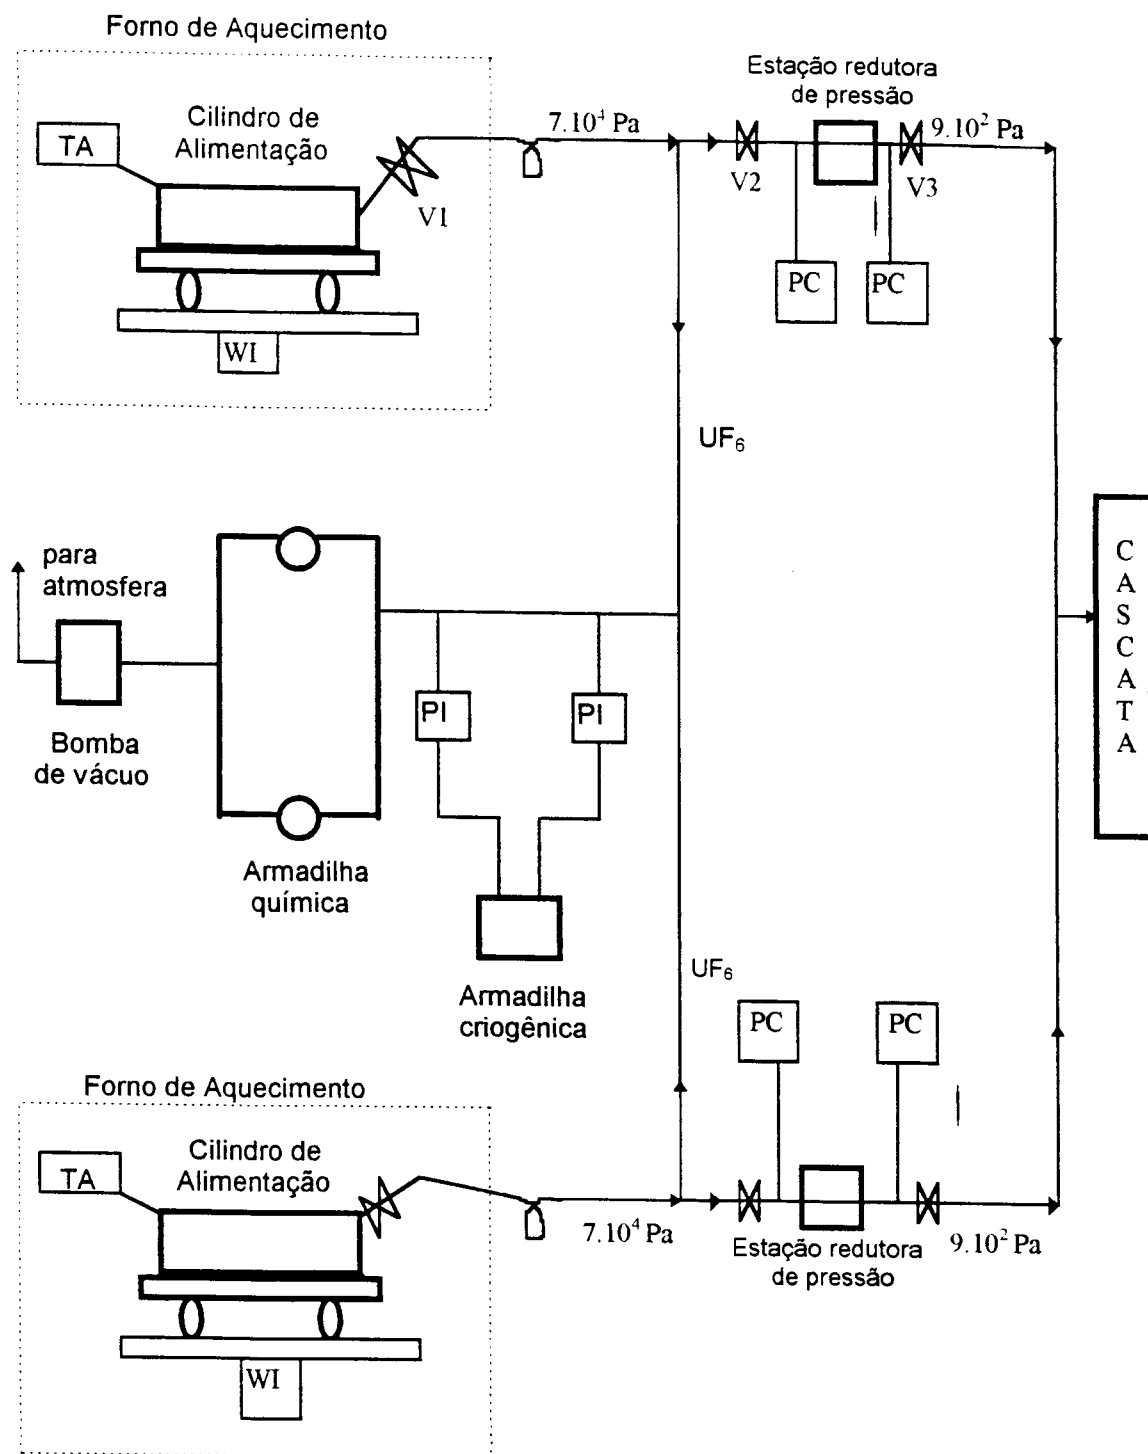 Forno de Aquecimento
Cilindro de
Alimentação
TA
V1
WI
7.10⁴ Pa
Estação redutora
de pressão
9.10² Pa
V2
V3
PC
PC
UF₆
para
atmosfera
Bomba
de vácuo
Armadilha
química
PI
PI
Armadilha
criogênica
C
A
S
C
A
T
A
UF₆
PC
PC
Forno de Aquecimento
Cilindro de
Alimentação
TA
WI
7.10⁴ Pa
Estação redutora
de pressão
9.10² Pa